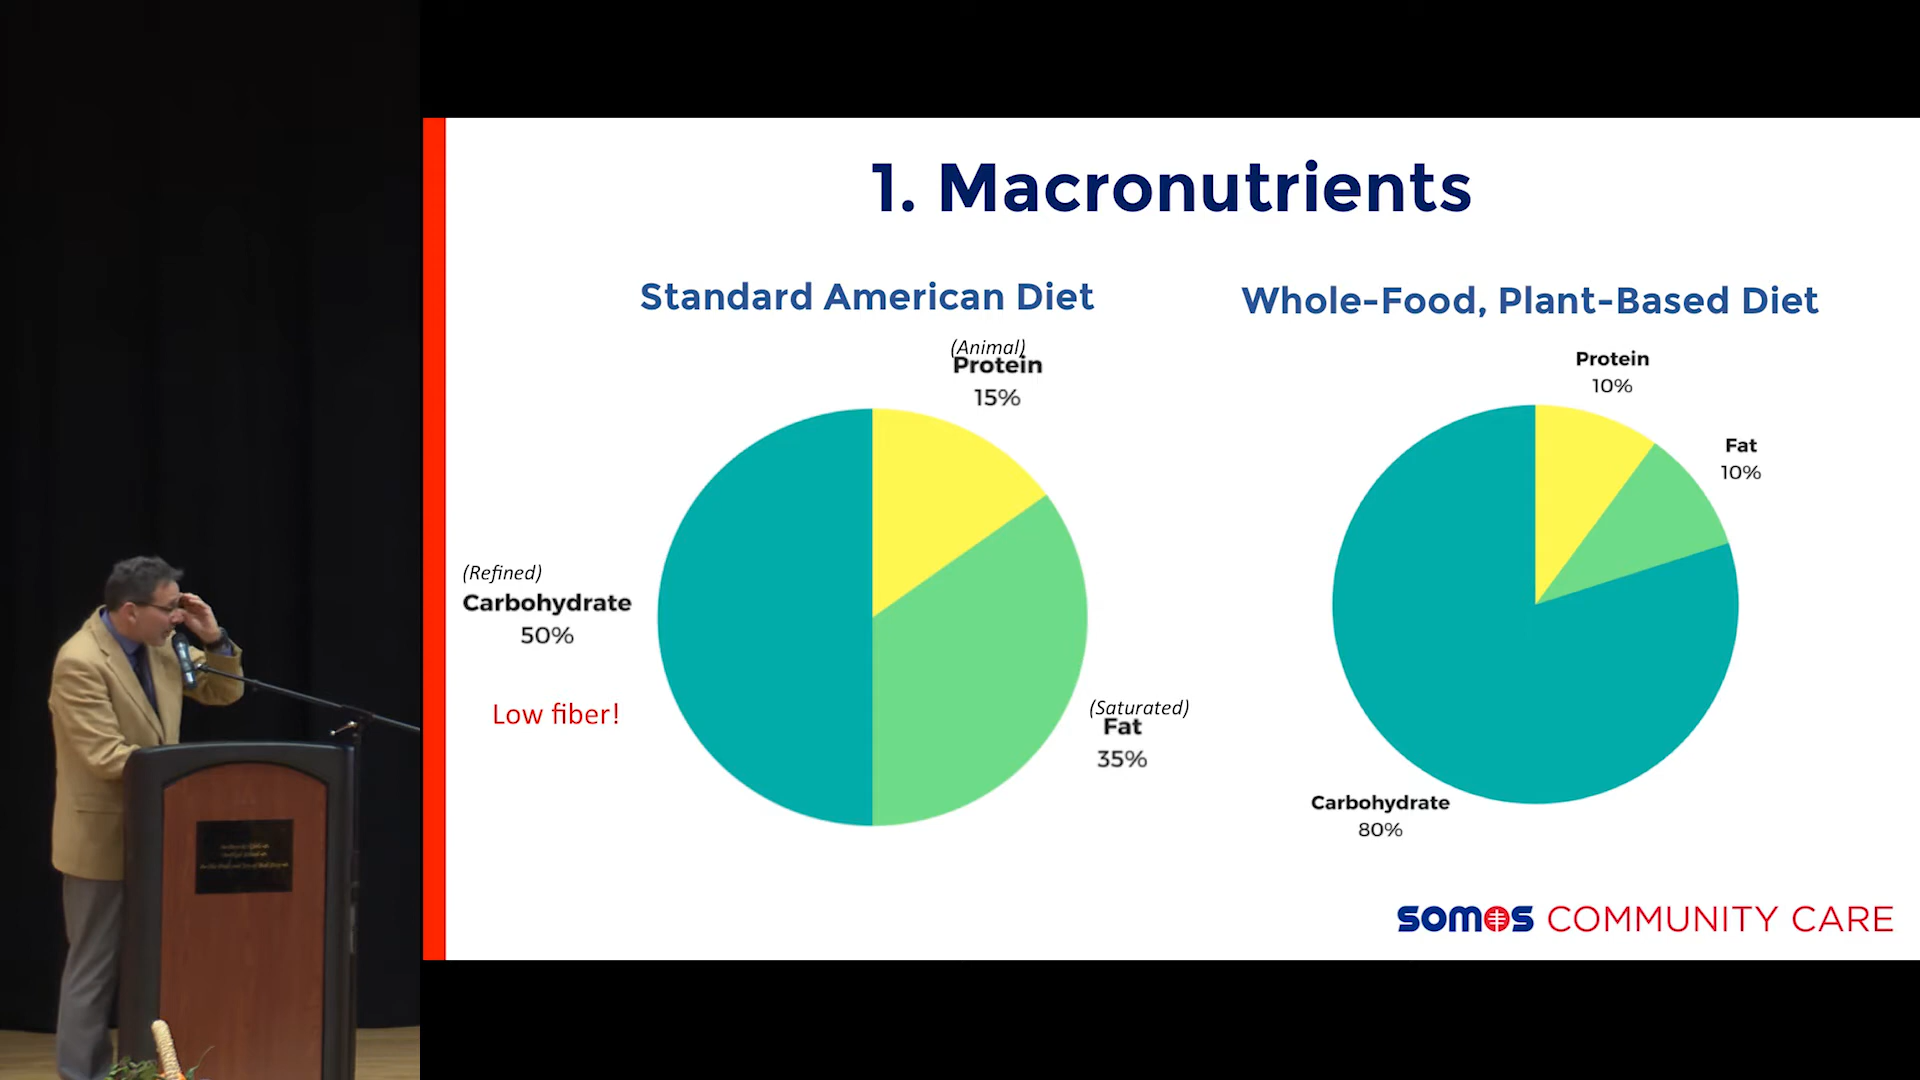 1. Macronutrients
Standard American Diet
(Animal)
Protein
15%
(Refined)
Carbohydrate
50%
Low fiber!
(Saturated)
Fat
35%
Whole-Food, Plant-Based Diet
Protein
10%
Fat
10%
Carbohydrate
80%
SOMOS COMMUNITY CARE